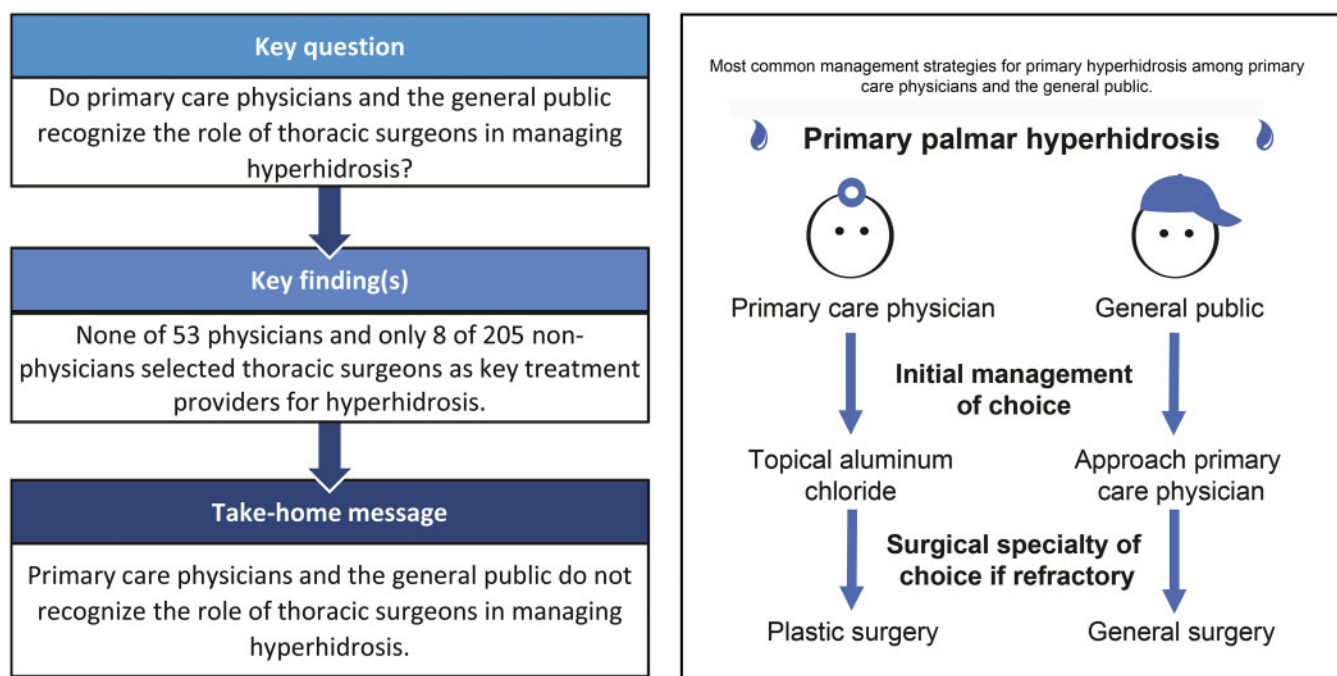 Key question
Do primary care physicians and the general public
recognize the role of thoracic surgeons in managing
hyperhidrosis?
Key finding(s)
None of 53 physicians and only 8 of 205 non-
physicians selected thoracic surgeons as key treatment
providers for hyperhidrosis.
Take-home message
Primary care physicians and the general public do not
recognize the role of thoracic surgeons in managing
hyperhidrosis.
Most common management strategies for primary hyperhidrosis among primary
care physicians and the general public.
Primary palmar hyperhidrosis
Primary care physician
General public
Initial management
of choice
Topical aluminum
chloride
Approach primary
care physician
Surgical specialty of
choice if refractory
Plastic surgery
General surgery